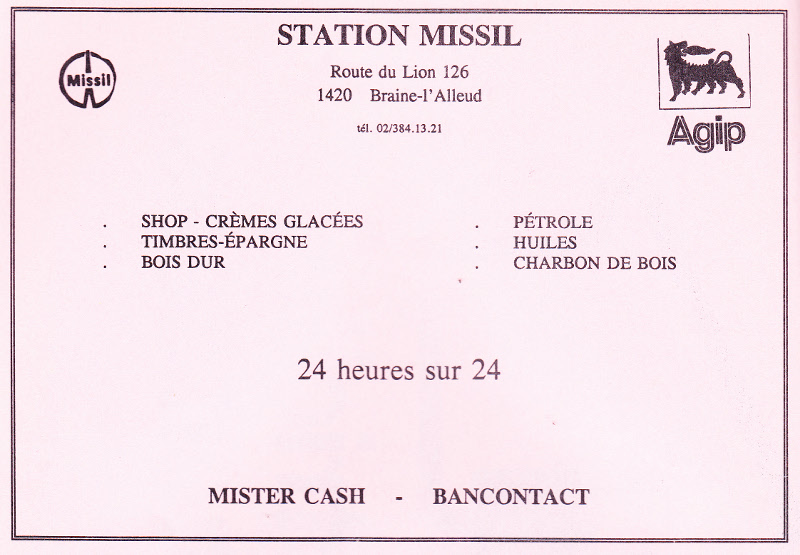 STATION MISSIL
Missil
Route du Lion 126
1420 Braine-l'Alleud
tél. 02/384.13.21
Agip
. SHOP - CRÈMES GLACÉES
. TIMBRES-ÉPARGNE
. BOIS DUR
. PÉTROLE
. HUILES
. CHARBON DE BOIS
24 heures sur 24
MISTER CASH - BANCONTACT